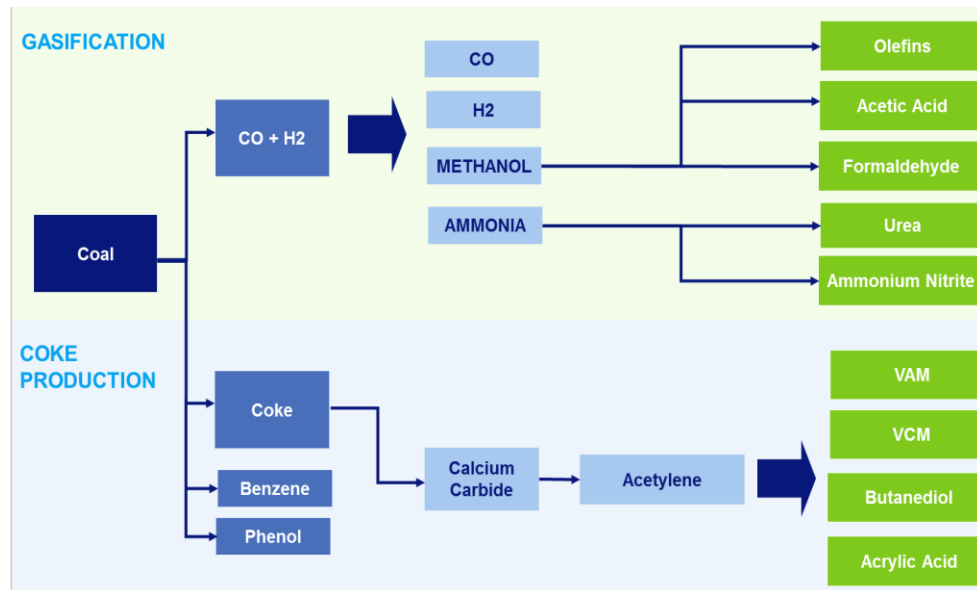 GASIFICATION
CO + H2
CO
H2
METHANOL
AMMONIA
Olefins
Acetic Acid
Formaldehyde
Urea
Ammonium Nitrite
Coal
COKE
PRODUCTION
Coke
Benzene
Phenol
Calcium
Carbide
Acetylene
VAM
VCM
Butanediol
Acrylic Acid